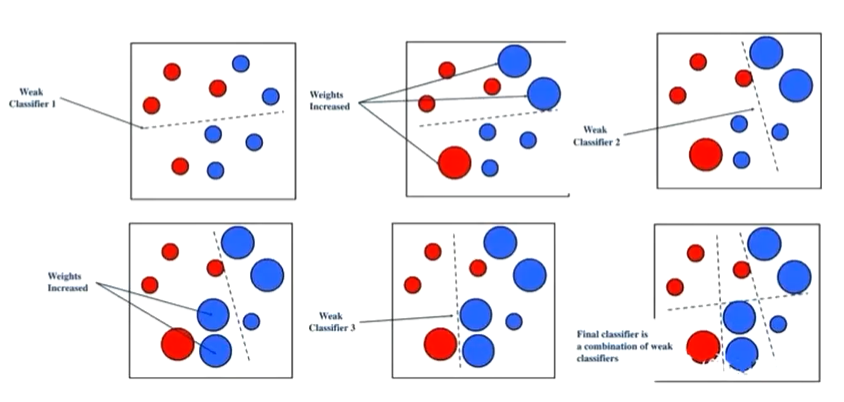 Weak
Classifier 1
Weights
Increased
Weak
Classifier 2
Weights
Increased
Weak
Classifier 3
Final classifier is
a combination of weak
classifiers